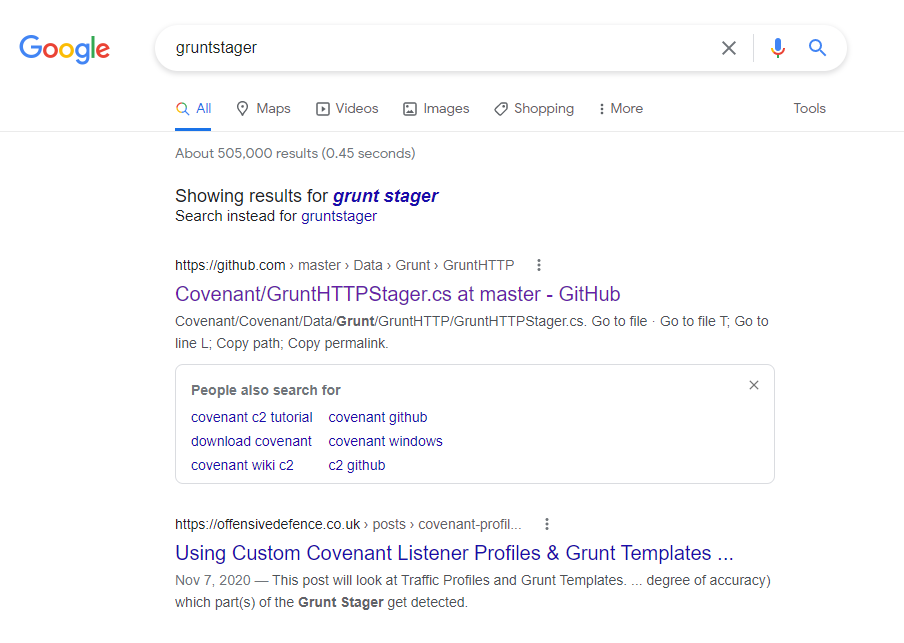 Google
gruntstager
All Maps Videos Images Shopping More Tools
About 505,000 results (0.45 seconds)
Showing results for grunt stager
Search instead for gruntstager
https://github.com › master › Data › Grunt › GruntHTTP
Covenant/GruntHTTPStager.cs at master - GitHub
Covenant/Covenant/Data/Grunt/GruntHTTP/GruntHTTPStager.cs. Go to file · Go to file T; Go to
line L; Copy path; Copy permalink.
People also search for
covenant c2 tutorial covenant github
download covenant covenant windows
covenant wiki c2 c2 github
https://offensivedefence.co.uk › posts › covenant-profil...
Using Custom Covenant Listener Profiles & Grunt Templates ...
Nov 7, 2020 — This post will look at Traffic Profiles and Grunt Templates. ... degree of accuracy)
which part(s) of the Grunt Stager get detected.